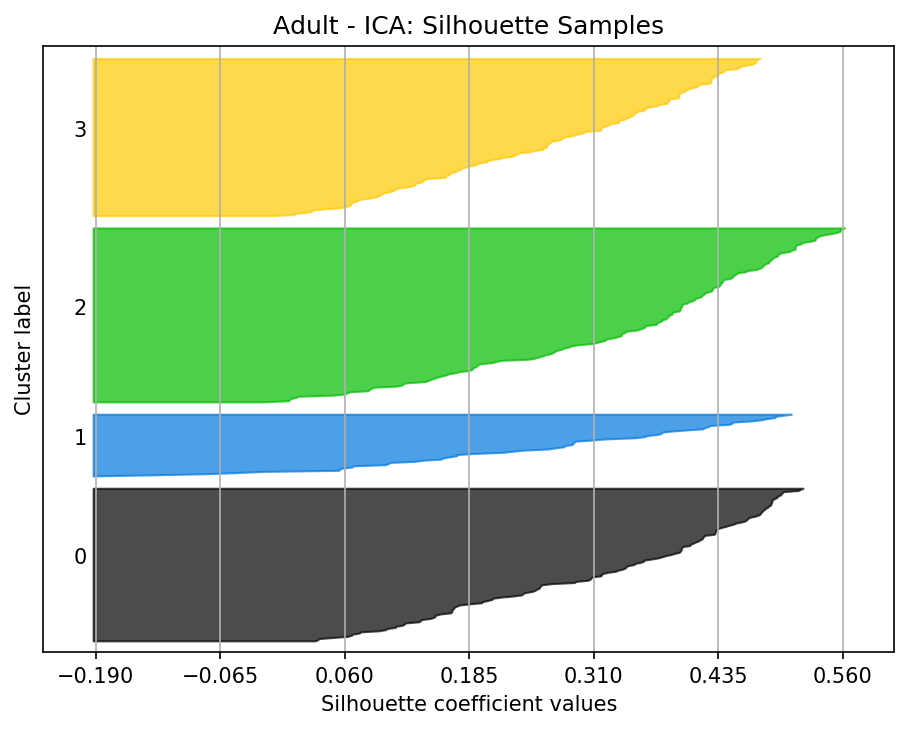 Adult - ICA: Silhouette Samples
Cluster label
3
2
1
0
−0.190 −0.065 0.060 0.185 0.310 0.435 0.560
Silhouette coefficient values